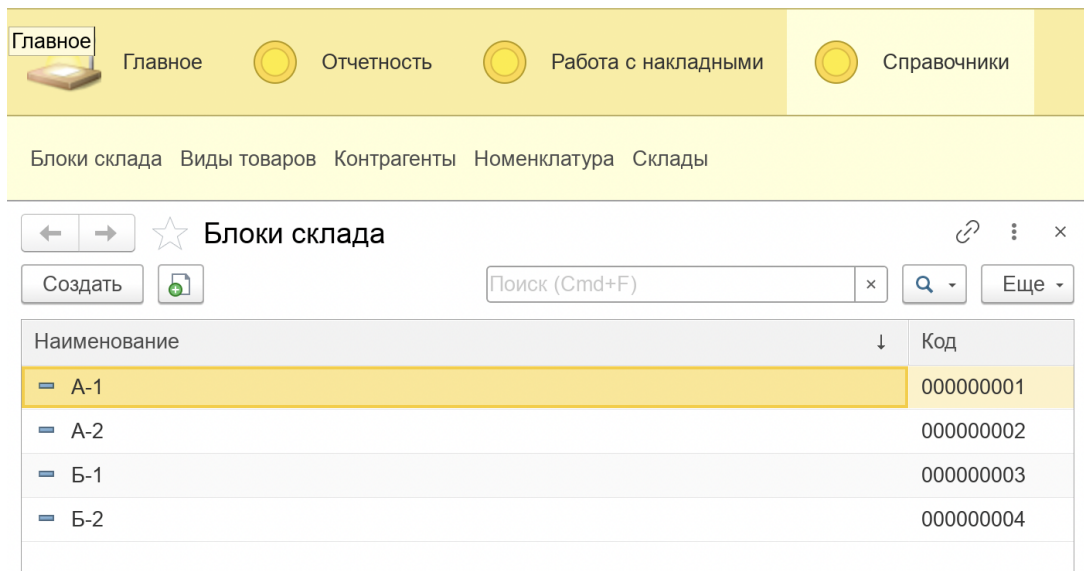 Главное
Главное Отчетность Работа с накладными Справочники
Блоки склада Виды товаров Контрагенты Номенклатура Склады
Блоки склада
Создать Поиск (Cmd+F) × Еще
Наименование ↓ Код
А-1 000000001
А-2 000000002
Б-1 000000003
Б-2 000000004